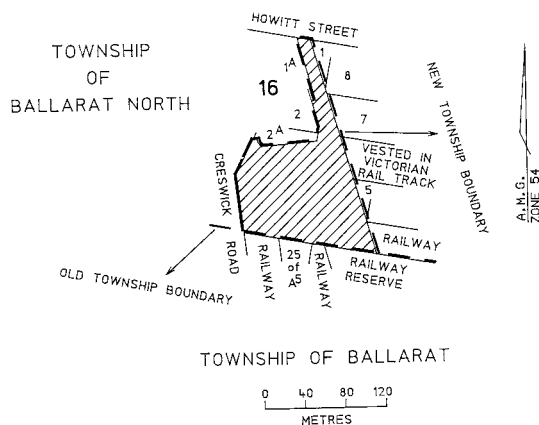 HOWITT STREET
TOWNSHIP
OF
BALLARAT NORTH
1A
1
16
8
2
7
2A
NEW TOWNSHIP BOUNDARY
VESTED IN
VICTORIAN
RAIL TRACK
5
CRESWICK
ROAD
RAILWAY
25
of
A5
RAILWAY
RAILWAY
RAILWAY
RESERVE
OLD TOWNSHIP BOUNDARY
A.M.G.
ZONE 54
TOWNSHIP OF BALLARAT
0 40 80 120
METRES